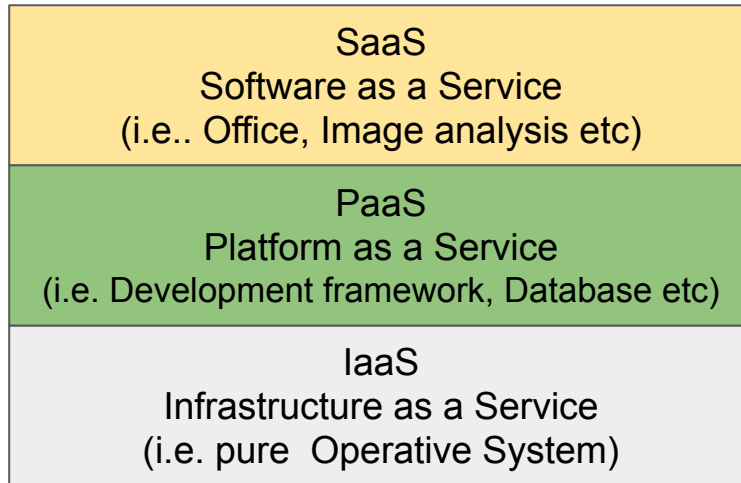 SaaS
Software as a Service
(i.e.. Office, Image analysis etc)
PaaS
Platform as a Service
(i.e. Development framework, Database etc)
IaaS
Infrastructure as a Service
(i.e. pure  Operative System)